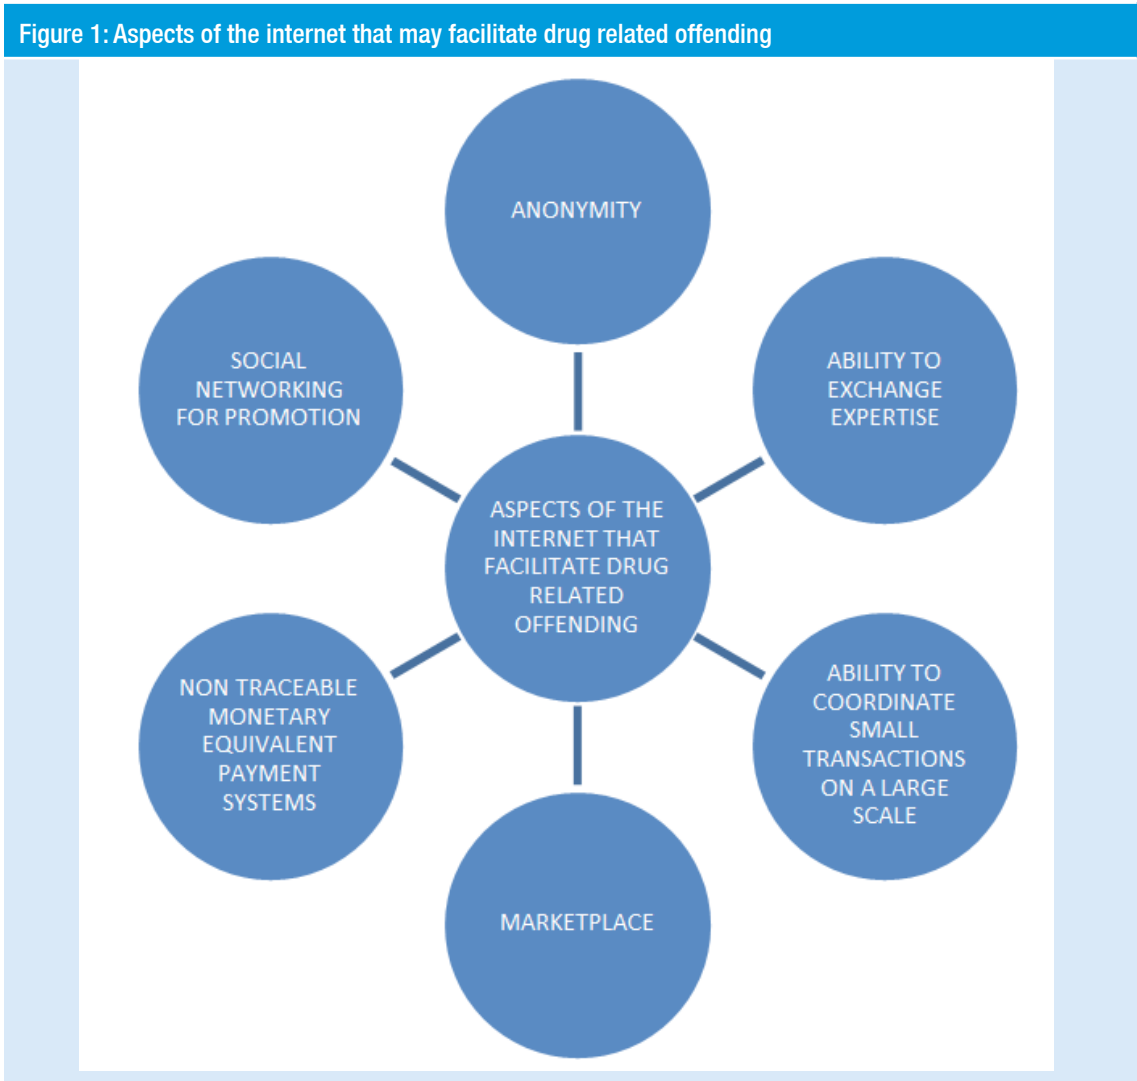 Figure 1: Aspects of the internet that may facilitate drug related offending
ANONYMITY
SOCIAL
NETWORKING
FOR PROMOTION
ABILITY TO
EXCHANGE
EXPERTISE
ASPECTS OF THE
INTERNET THAT
FACILITATE DRUG
RELATED
OFFENDING
NON TRACEABLE
MONETARY
EQUIVALENT
PAYMENT
SYSTEMS
ABILITY TO
COORDINATE
SMALL
TRANSACTIONS
ON A LARGE
SCALE
MARKETPLACE